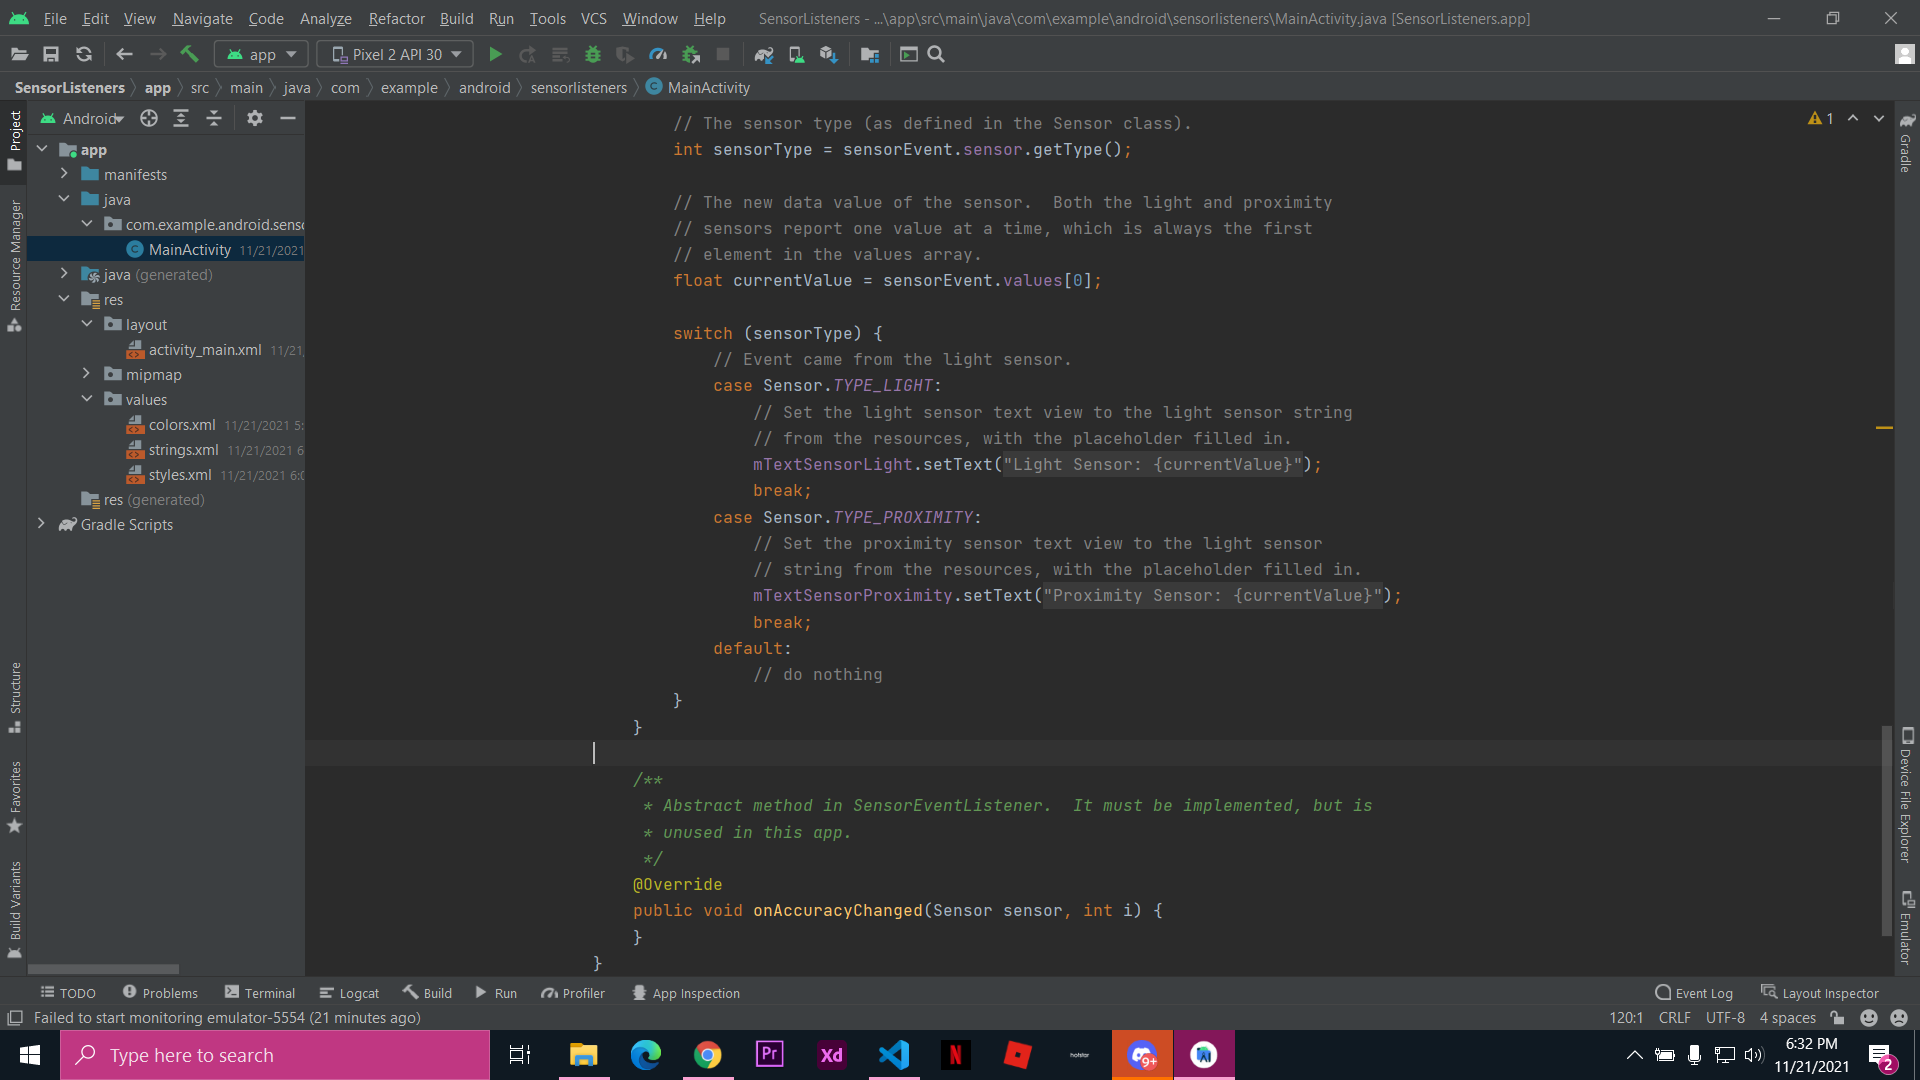 File Edit View Navigate Code Analyze Refactor Build Run Tools VCS Window Help SensorListeners - ...\app\src\main\java\com\example\android\sensorlisteners\MainActivity.java [SensorListeners.app]
app Pixel 2 API 30
SensorListeners app src main java com example android sensorlisteners MainActivity
Project
Resource Manager
Structure
Favorites
Build Variants
Android
app
manifests
java
com.example.android.senso
MainActivity 11/21/2021
java (generated)
res
layout
activity_main.xml 11/21/
mipmap
values
colors.xml 11/21/2021 5:
strings.xml 11/21/2021 6
styles.xml 11/21/2021 6:0
res (generated)
Gradle Scripts
// The sensor type (as defined in the Sensor class).
int sensorType = sensorEvent.sensor.getType();
// The new data value of the sensor.  Both the light and proximity
// sensors report one value at a time, which is always the first
// element in the values array.
float currentValue = sensorEvent.values[0];
switch (sensorType) {
// Event came from the light sensor.
case Sensor.TYPE_LIGHT:
// Set the light sensor text view to the light sensor string
// from the resources, with the placeholder filled in.
mTextSensorLight.setText("Light Sensor: {currentValue}");
break;
case Sensor.TYPE_PROXIMITY:
// Set the proximity sensor text view to the light sensor
// string from the resources, with the placeholder filled in.
mTextSensorProximity.setText("Proximity Sensor: {currentValue}");
break;
default:
// do nothing
}
}
/**
* Abstract method in SensorEventListener.  It must be implemented, but is
* unused in this app.
*/
@Override
public void onAccuracyChanged(Sensor sensor, int i) {
}
}
1
Gradle
Device File Explorer
Emulator
TODO Problems Terminal Logcat Build Run Profiler App Inspection Event Log Layout Inspector
Failed to start monitoring emulator-5554 (21 minutes ago) 120:1 CRLF UTF-8 4 spaces
Type here to search
Pr
Xd
N
hotstar
9+
6:32 PM
11/21/2021
2